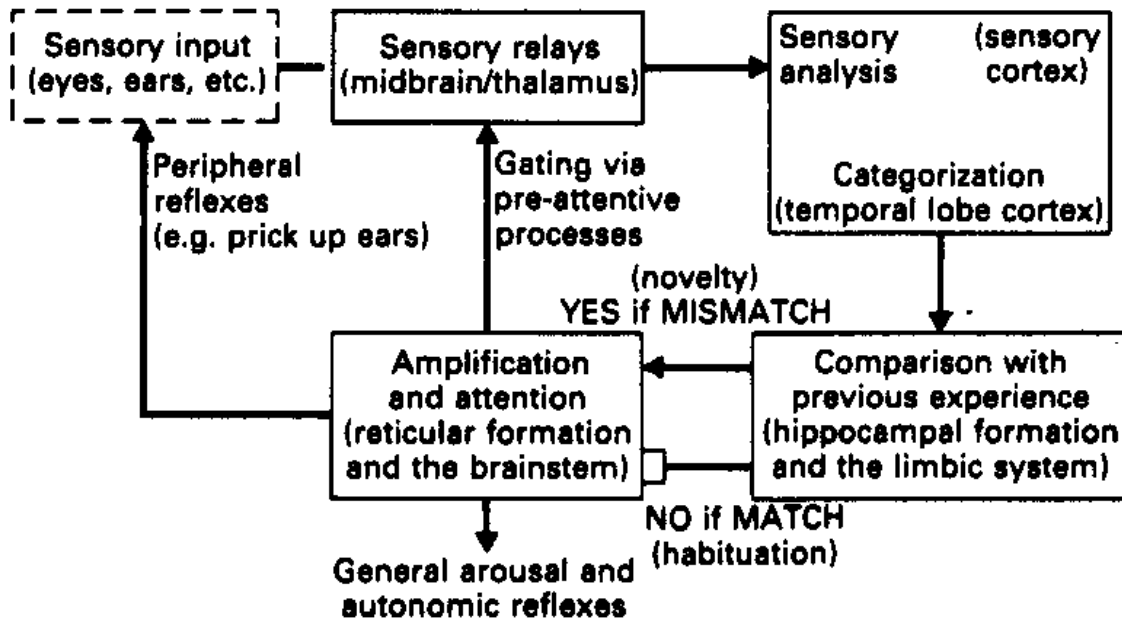 Sensory input
(eyes, ears, etc.)
Sensory relays
(midbrain/thalamus)
Sensory (sensory
analysis cortex)
Categorization
(temporal lobe cortex)
Peripheral
reflexes
(e.g. prick up ears)
Gating via
pre-attentive
processes
(novelty)
YES if MISMATCH
Amplification
and attention
(reticular formation
and the brainstem)
Comparison with
previous experience
(hippocampal formation
and the limbic system)
NO if MATCH
(habituation)
General arousal and
autonomic reflexes